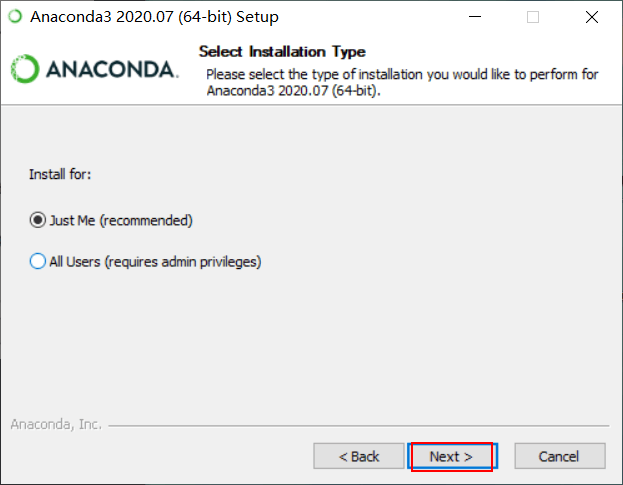 Anaconda3 2020.07 (64-bit) Setup
ANACONDA.
Select Installation Type
Please select the type of installation you would like to perform for
Anaconda3 2020.07 (64-bit).
Install for:
Just Me (recommended)
All Users (requires admin privileges)
Anaconda, Inc.
< Back
Next >
Cancel